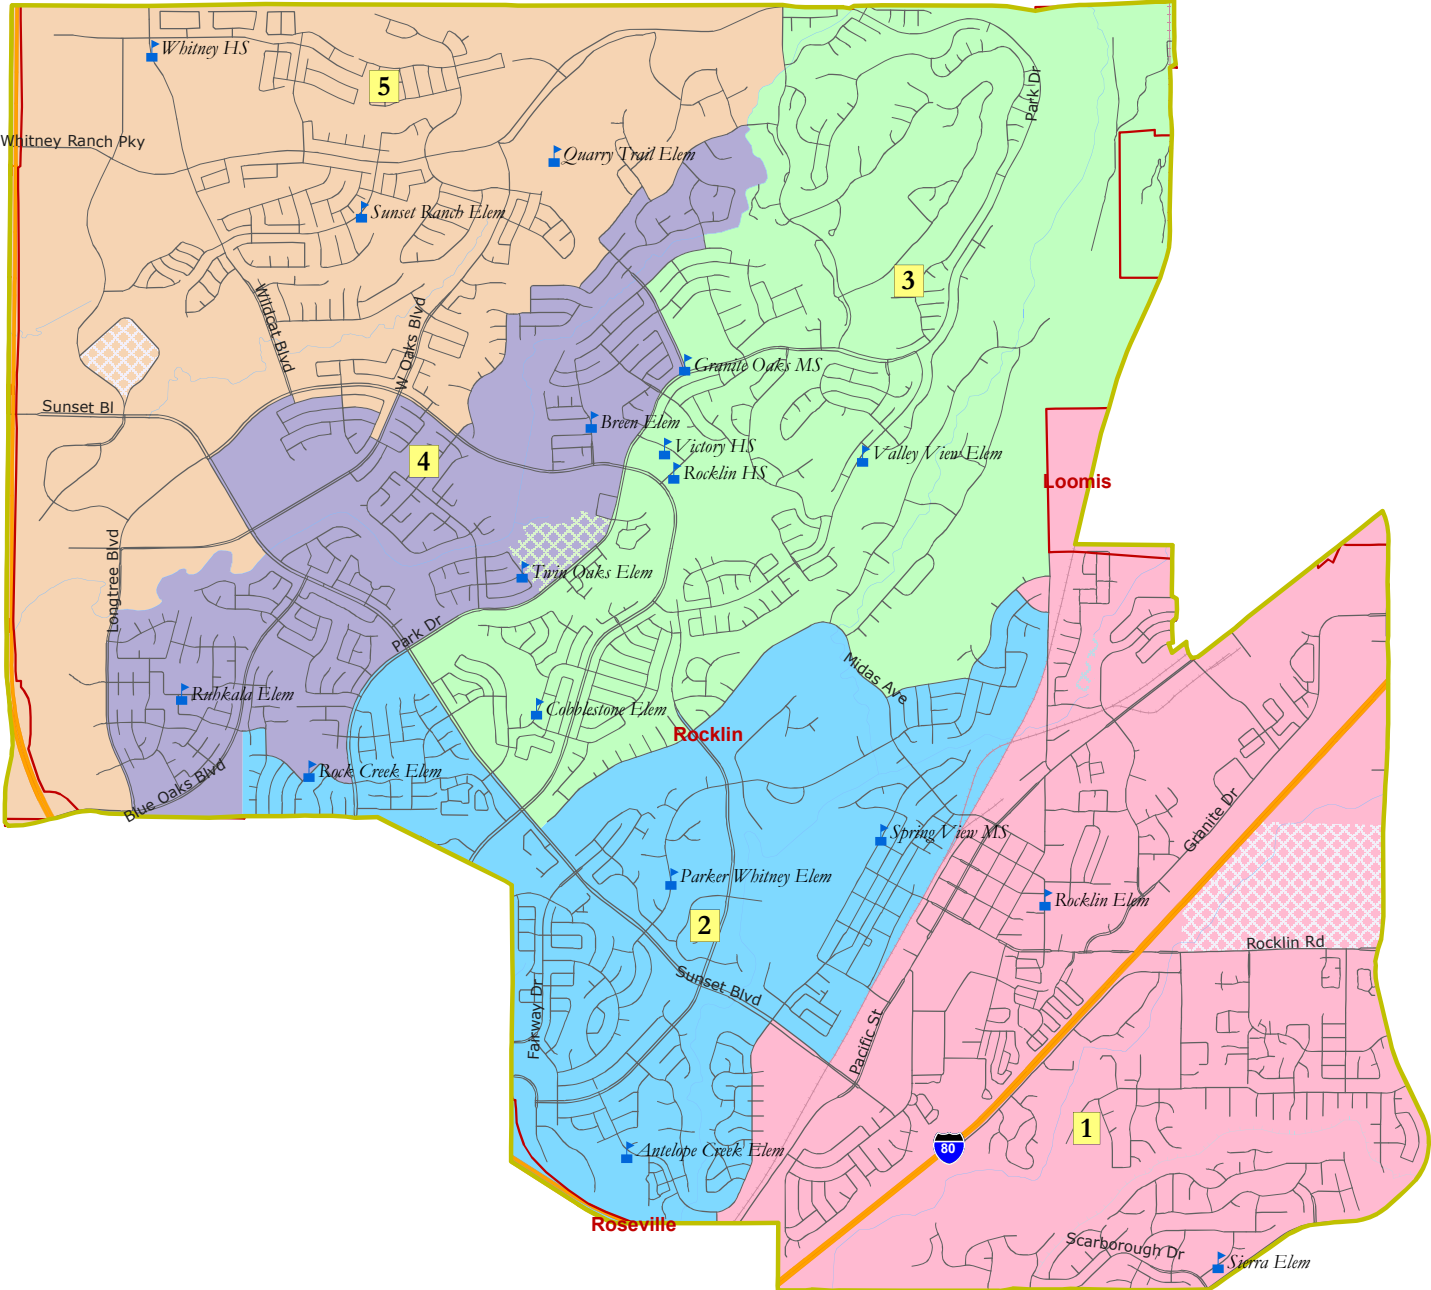 Whitney HS
5
Park Dr
Whitney Ranch Pky
Quarry Trail Elem
Sunset Ranch Elem
3
Wildcat Blvd
W Oaks Blvd
Granite Oaks MS
Sunset Bl
Breen Elem
Victory HS
Valley View Elem
4
Rocklin HS
Loomis
Longtree Blvd
Twin Oaks Elem
Park Dr
Midas Ave
Ruhkala Elem
Cobblestone Elem
Rocklin
Rock Creek Elem
Blue Oaks Blvd
Granite Dr
Spring View MS
Parker Whitney Elem
Rocklin Elem
2
Rocklin Rd
Sunset Blvd
Fairway Dr
Pacific St
1
80
Antelope Creek Elem
Roseville
Scarborough Dr
Sierra Elem